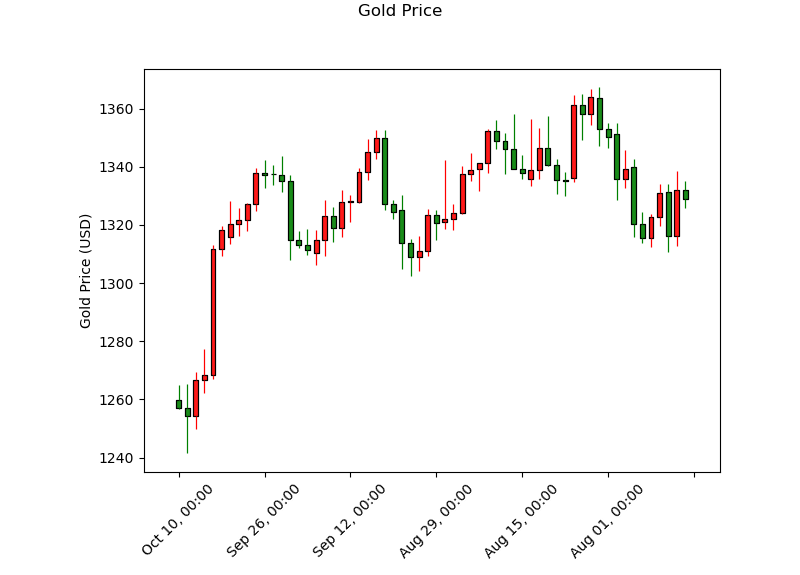 Gold Price
1360
1340
1320
1300
1280
1260
1240
Gold Price (USD)
Oct 10, 00:00
Sep 26, 00:00
Sep 12, 00:00
Aug 29, 00:00
Aug 15, 00:00
Aug 01, 00:00